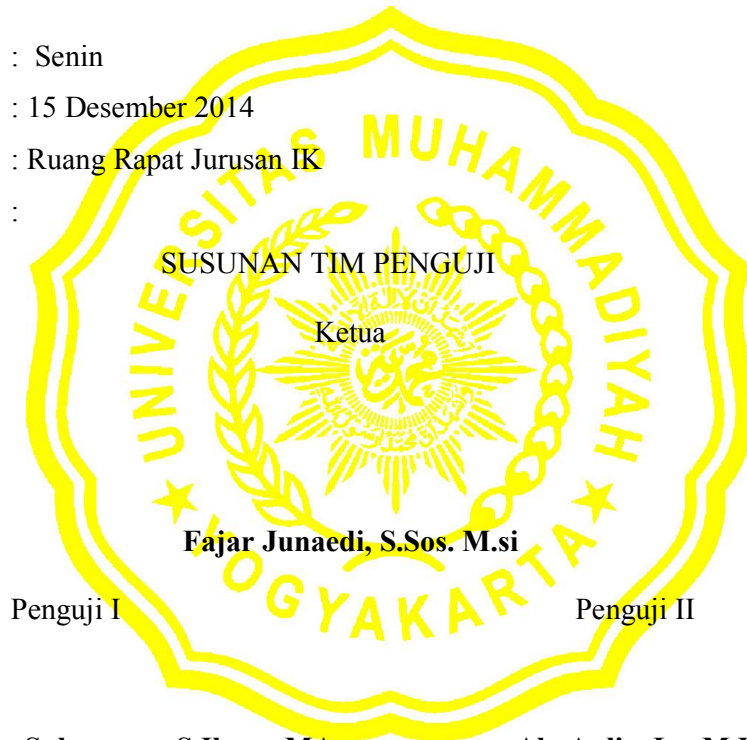 : Senin
: 15 Desember 2014
: Ruang Rapat Jurusan IK
:
SUSUNAN TIM PENGUJI
Ketua
Fajar Junaedi, S.Sos. M.si
Penguji I Penguji II
UNIVERSITAS MUHAMMADIYAH
★ YOGYAKARTA ★